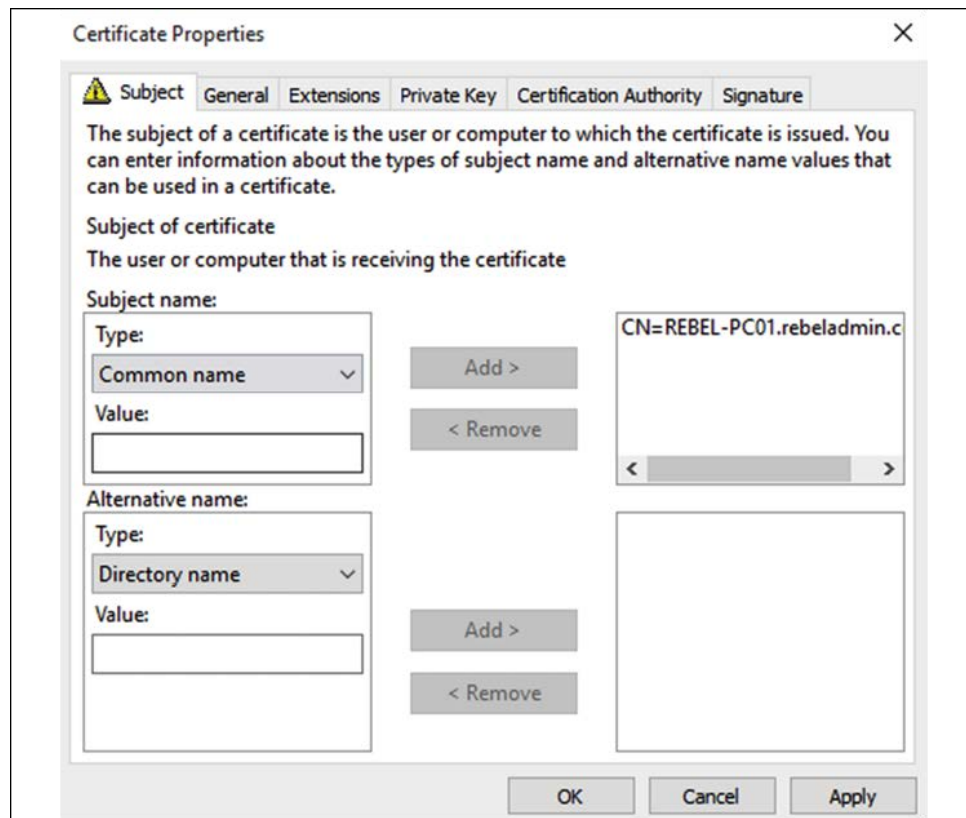 Certificate Properties
Subject General Extensions Private Key Certification Authority Signature
The subject of a certificate is the user or computer to which the certificate is issued. You
can enter information about the types of subject name and alternative name values that
can be used in a certificate.
Subject of certificate
The user or computer that is receiving the certificate
Subject name:
Type:
Common name
Value:
Add >
< Remove
CN=REBEL-PC01.rebeladmin.c
Alternative name:
Type:
Directory name
Value:
Add >
< Remove
OK Cancel Apply